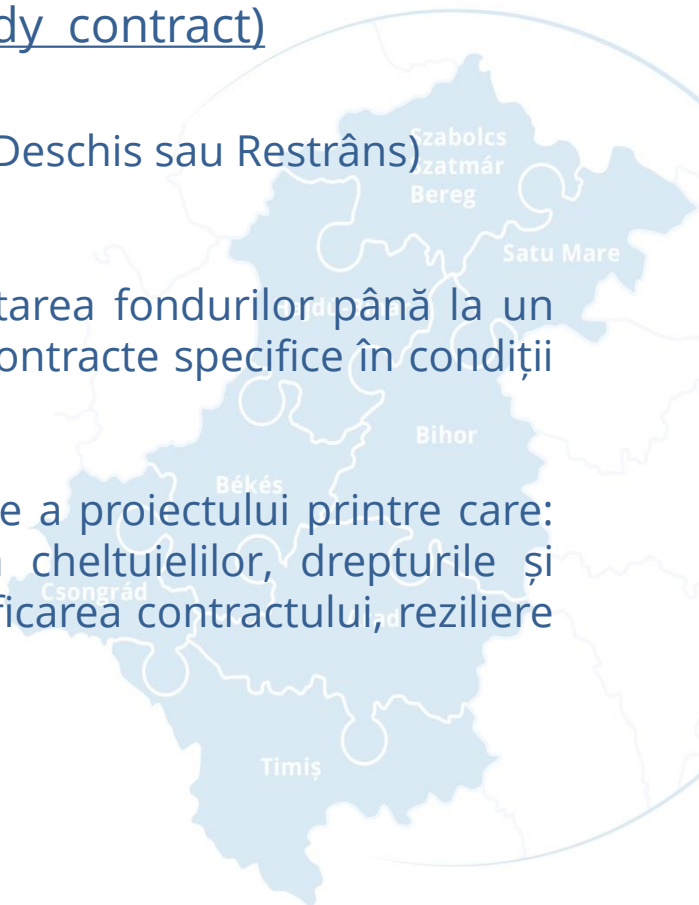 dy contract)
Deschis sau Restrâns)
Szabolcs
Szatmár
Bereg
Satu Mare
tarea fondurilor până la un
ontracte specifice în condiții
Bihor
Békés
e a proiectului printre care:
cheltuielilor, drepturile și
Csongrád
ficarea contractului, reziliere
Timiș